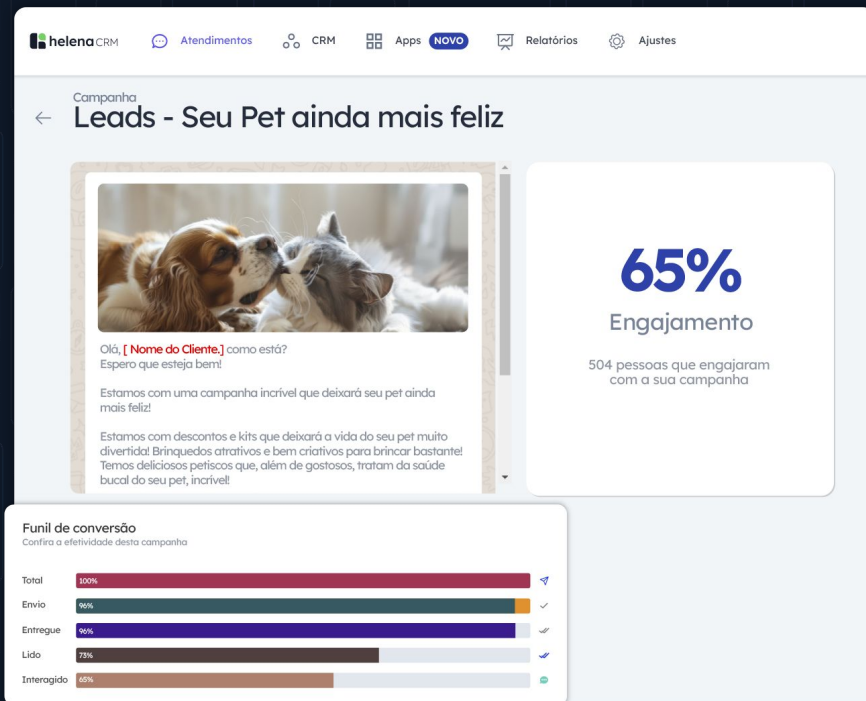 helena CRM
Atendimentos
CRM
Apps
NOVO
Relatórios
Ajustes
Campanha
Leads - Seu Pet ainda mais feliz
Olá, [ Nome do Cliente.] como está?
Espero que esteja bem!
Estamos com uma campanha incrível que deixará seu pet ainda
mais feliz!
Estamos com descontos e kits que deixará a vida do seu pet muito
divertida! Brinquedos atrativos e bem criativos para brincar bastante!
Temos deliciosos petiscos que, além de gostosos, tratam da saúde
bucal do seu pet, incrível!
65%
Engajamento
504 pessoas que engajaram
com a sua campanha
Funil de conversão
Confira a efetividade desta campanha
Total 100%
Envio 96%
Entregue 96%
Lido 73%
Interagido 65%